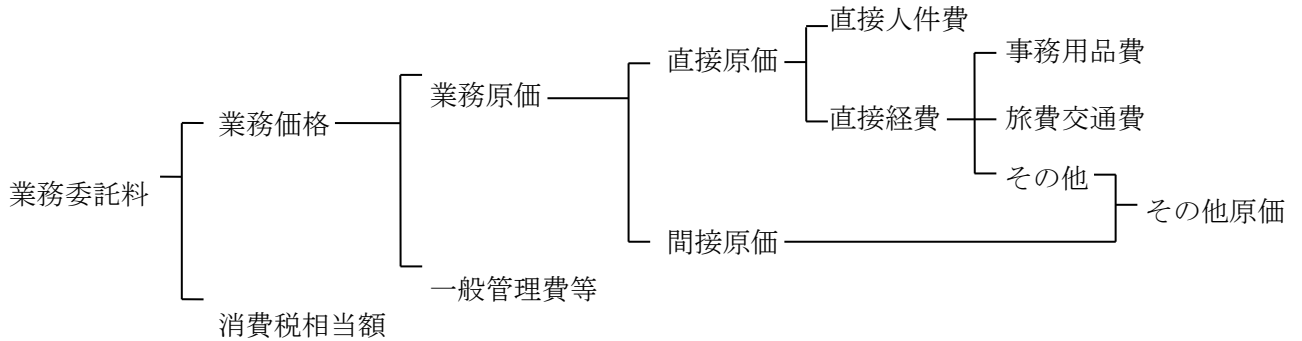 直接人件費
事務用品費
直接原価
業務原価
業務価格
直接経費
旅費交通費
業務委託料
その他
その他原価
間接原価
一般管理費等
消費税相当額